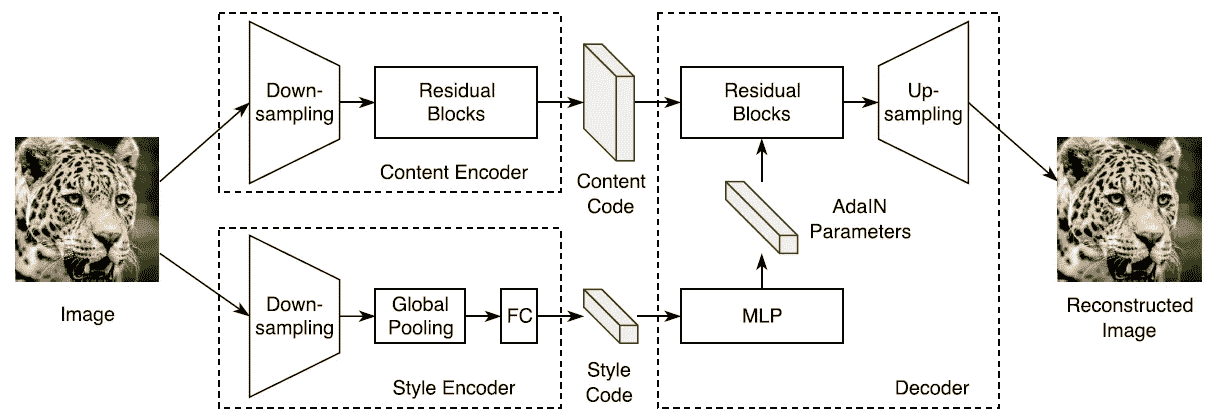 Down-
sampling
Residual
Blocks
Content Encoder
Content
Code
Residual
Blocks
Up-
sampling
AdaIN
Parameters
Image
Down-
sampling
Global
Pooling
FC
Style Encoder
Style
Code
MLP
Decoder
Reconstructed
Image